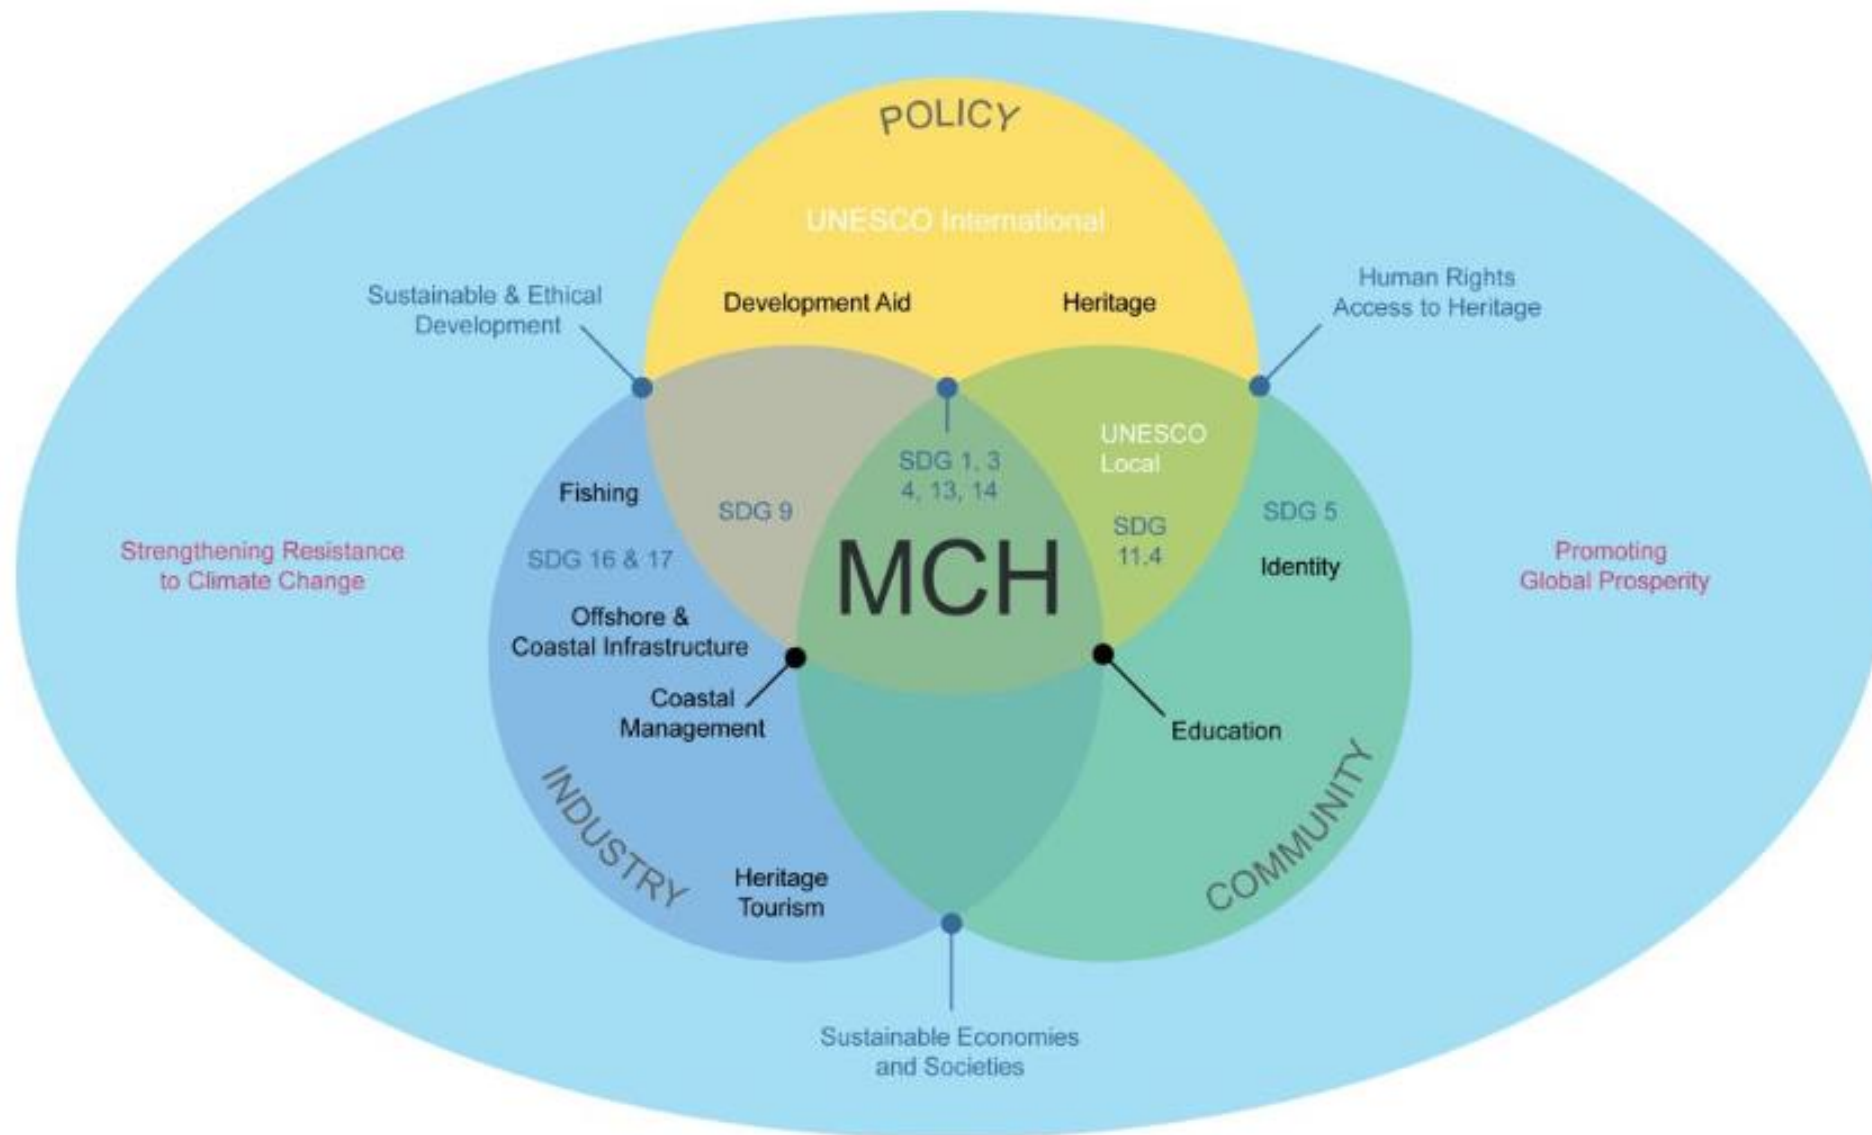 POLICY
UNESCO International
Development Aid
Heritage
Sustainable & Ethical
Development
Human Rights
Access to Heritage
UNESCO
Local
SDG 1, 3
4, 13, 14
Fishing
SDG 9
SDG
11.4
SDG 5
Identity
SDG 16 & 17
MCH
Strengthening Resistance
to Climate Change
Promoting
Global Prosperity
Offshore &
Coastal Infrastructure
Coastal
Management
Education
INDUSTRY
COMMUNITY
Heritage
Tourism
Sustainable Economies
and Societies